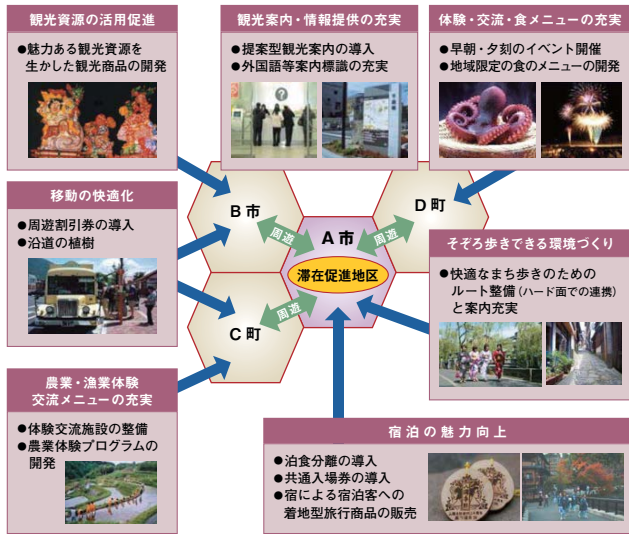 観光資源の活用促進
●魅力ある観光資源を
生かした観光商品の開発
観光案内・情報提供の充実
●提案型観光案内の導入
●外国語等案内標識の充実
?
体験・交流・食メニューの充実
●早朝・夕刻のイベント開催
●地域限定の食のメニューの開発
移動の快適化
●周遊割引券の導入
●沿道の植樹
B市
周遊
A市
滞在促進地区
周遊
D町
C町
周遊
そぞろ歩きできる環境づくり
●快適なまち歩きのための
ルート整備(ハード面での連携)
と案内充実
農業・漁業体験
交流メニューの充実
●体験交流施設の整備
●農業体験プログラムの
開発
宿泊の魅力向上
●泊食分離の導入
●共通入場券の導入
●宿による宿泊客への
着地型旅行商品の販売